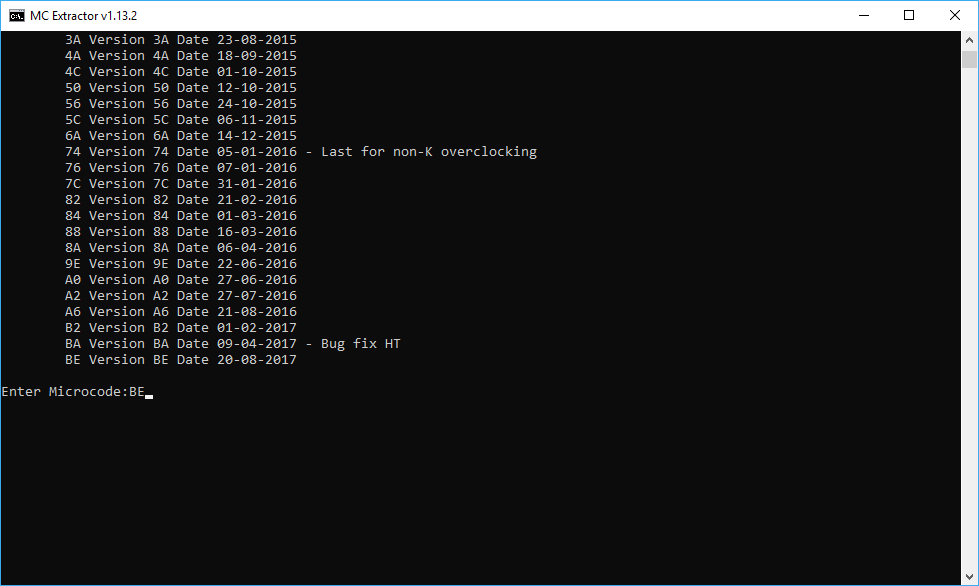 MC Extractor v1.13.2
3A Version 3A Date 23-08-2015
4A Version 4A Date 18-09-2015
4C Version 4C Date 01-10-2015
50 Version 50 Date 12-10-2015
56 Version 56 Date 24-10-2015
5C Version 5C Date 06-11-2015
6A Version 6A Date 14-12-2015
74 Version 74 Date 05-01-2016 - Last for non-K overclocking
76 Version 76 Date 07-01-2016
7C Version 7C Date 31-01-2016
82 Version 82 Date 21-02-2016
84 Version 84 Date 01-03-2016
88 Version 88 Date 16-03-2016
8A Version 8A Date 06-04-2016
9E Version 9E Date 22-06-2016
A0 Version A0 Date 27-06-2016
A2 Version A2 Date 27-07-2016
A6 Version A6 Date 21-08-2016
B2 Version B2 Date 01-02-2017
BA Version BA Date 09-04-2017 - Bug fix HT
BE Version BE Date 20-08-2017
Enter Microcode:BE